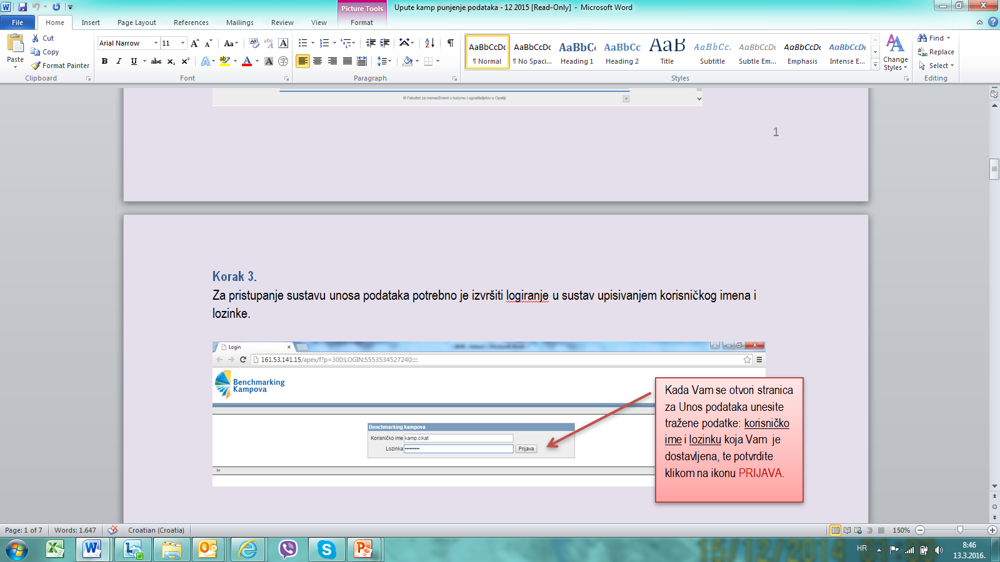 Upute kamp punjenje podataka - 12 2015 [Read-Only] - Microsoft Word
Picture Tools
File Home Insert Page Layout References Mailings Review View Format
Paste
Cut
Copy
Format Painter
Clipboard
Arial Narrow 11
Font
Paragraph
AaBbCcDc AaBbCcDc AaBbC AaBbCc AaB AaBbCc. AaBbCcDc AaBbCcDc AaBbCcDc
¶ Normal ¶ No Spaci... Heading 1 Heading 2 Title Subtitle Subtle Em... Emphasis Intense E...
Styles
Change Styles
Find
Replace
Select
Editing
© Fakultet za menadžment u turizmu i ugostiteljstvu u Opatiji
1
Korak 3.
Za pristupanje sustavu unosa podataka potrebno je izvršiti logiranje u sustav upisivanjem korisničkog imena i
lozinke.
Login
161.53.141.15/apex/f?p=300:LOGIN:5553534527240:::::
Benchmarking
Kampova
Benchmarking kampova
Korisničko ime kamp.cikat
Lozinka ••••••••• Prijava
hr
Kada Vam se otvori stranica
za Unos podataka unesite
tražene podatke: korisničko
ime i lozinku koja Vam je
dostavljena, te potvrdite
klikom na ikonu PRIJAVA.
Page: 1 of 7 Words: 1.647 Croatian (Croatia) 150%
HR
8:46
13.3.2016.